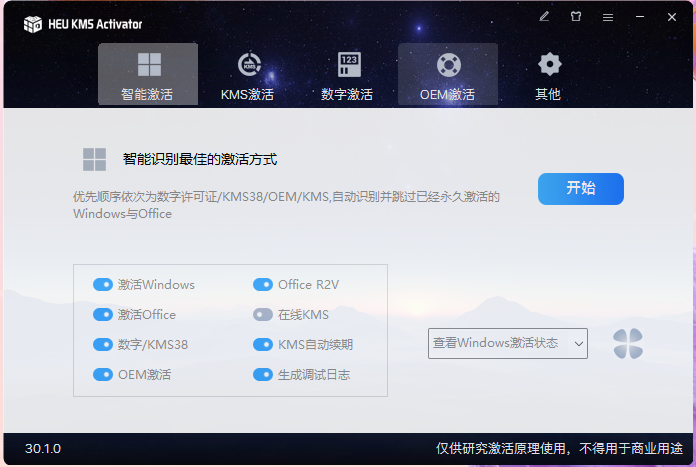 HEU KMS Activator
智能激活
KMS激活
数字激活
OEM激活
其他
智能识别最佳的激活方式
优先顺序依次为数字许可证/KMS38/OEM/KMS,自动识别并跳过已经永久激活的
Windows与Office
开始
激活Windows
Office R2V
激活Office
在线KMS
数字/KMS38
KMS自动续期
OEM激活
生成调试日志
查看Windows激活状态
30.1.0
仅供研究激活原理使用，不得用于商业用途